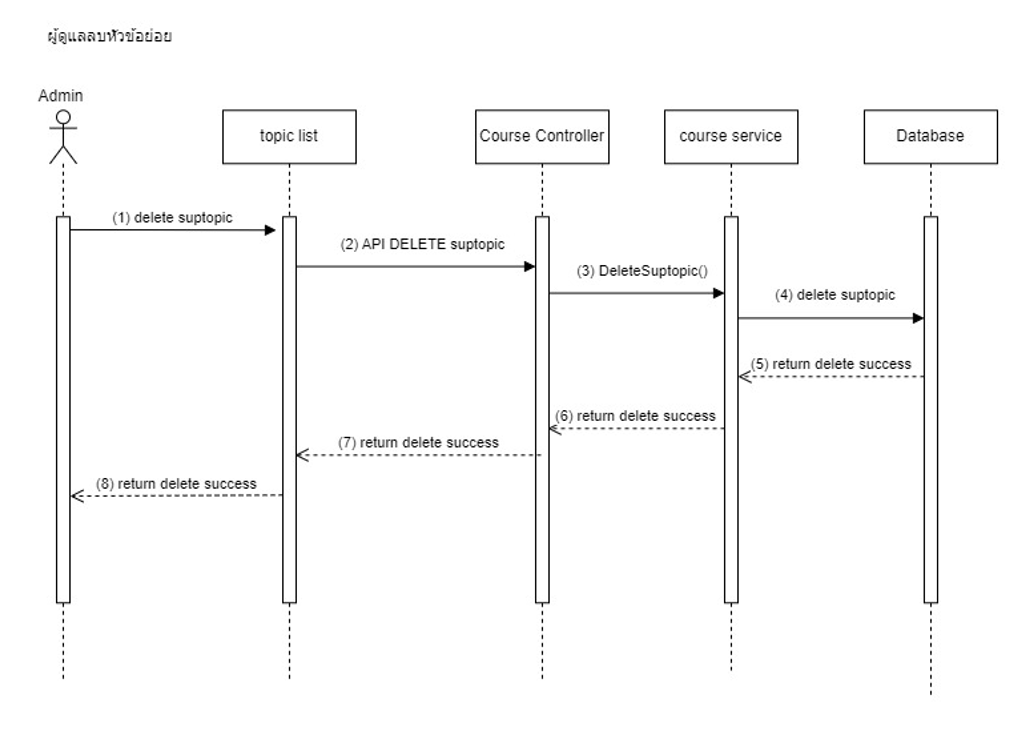 ผู้ดูแลลบหัวข้อย่อย
Admin
topic list
Course Controller
course service
Database
(1) delete suptopic
(2) API DELETE suptopic
(3) DeleteSuptopic()
(4) delete suptopic
(5) return delete success
(6) return delete success
(7) return delete success
(8) return delete success